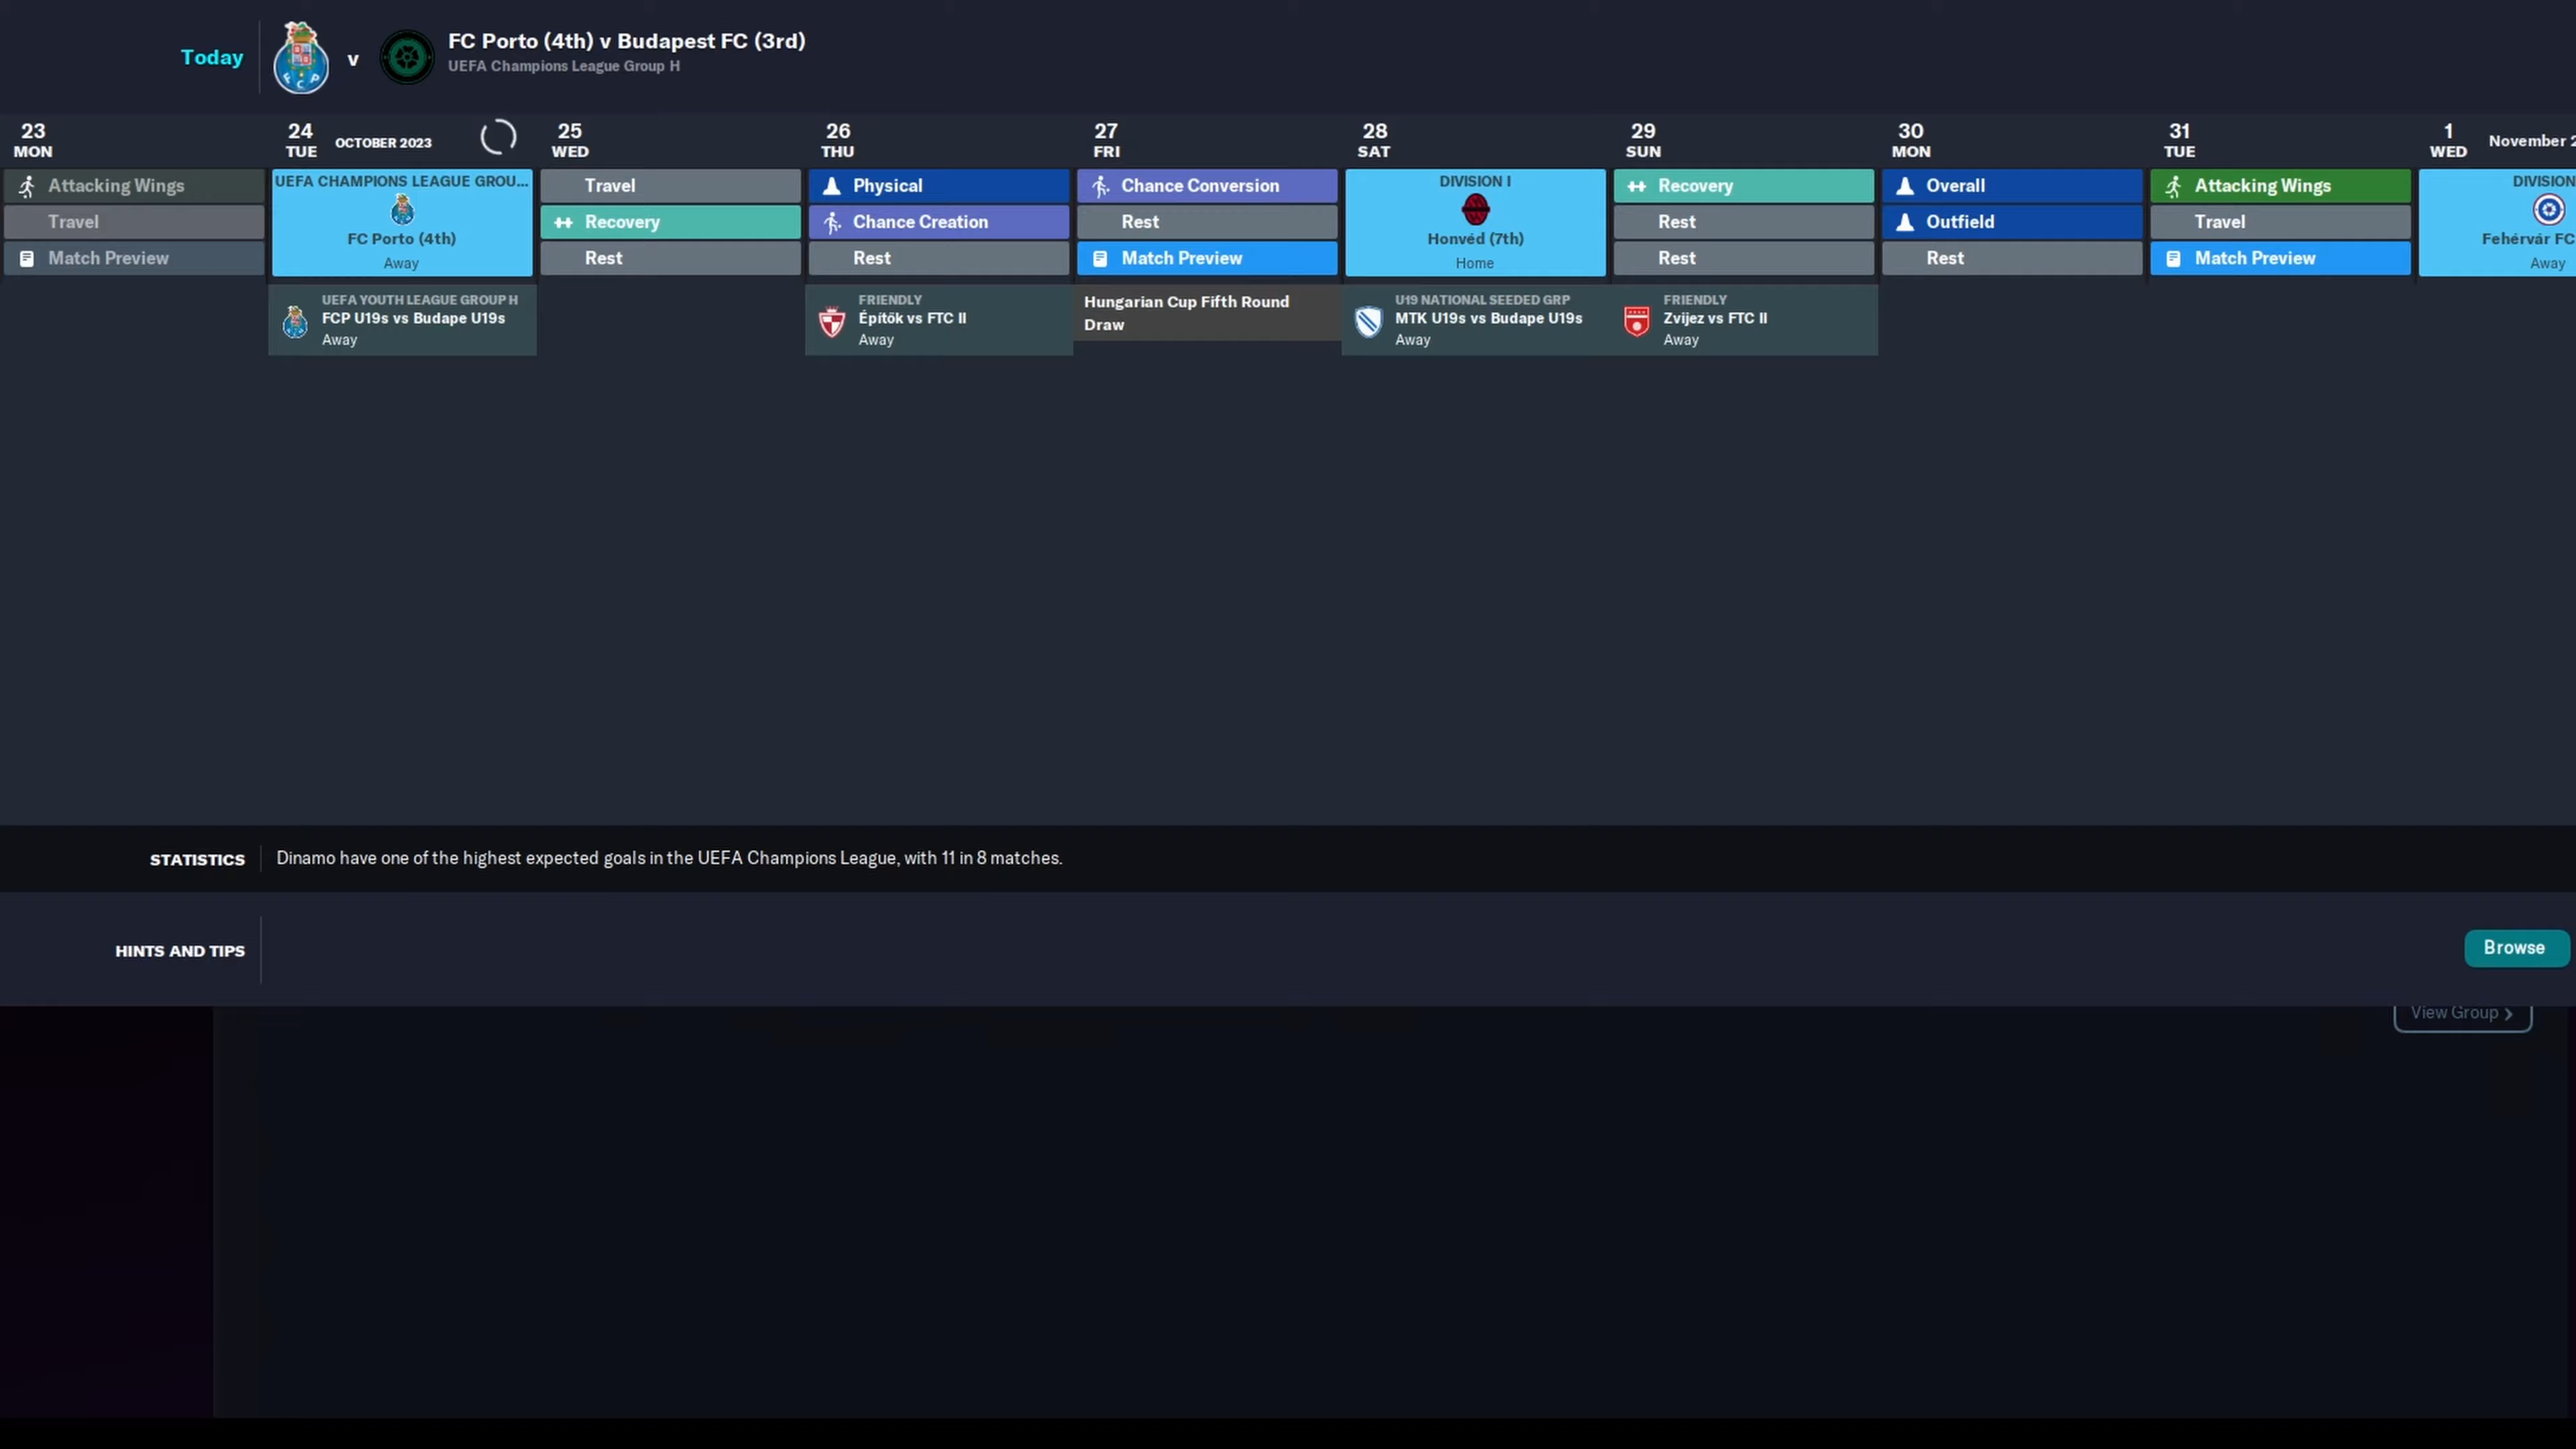 Today
v
FC Porto (4th) v Budapest FC (3rd)
UEFA Champions League Group H
23
MON
24
TUE
OCTOBER 2023
25
WED
26
THU
27
FRI
28
SAT
29
SUN
30
MON
31
TUE
1
WED
November 2
Attacking Wings
Travel
Match Preview
UEFA CHAMPIONS LEAGUE GROU...
FC Porto (4th)
Away
UEFA YOUTH LEAGUE GROUP H
FCP U19s vs Budape U19s
Away
Travel
Recovery
Rest
Physical
Chance Creation
Rest
FRIENDLY
Építők vs FTC II
Away
Chance Conversion
Rest
Match Preview
Hungarian Cup Fifth Round
Draw
DIVISION I
Honvéd (7th)
Home
U19 NATIONAL SEEDED GRP
MTK U19s vs Budape U19s
Away
Recovery
Rest
Rest
FRIENDLY
Zvijez vs FTC II
Away
Overall
Outfield
Rest
Attacking Wings
Travel
Match Preview
DIVISION
Fehérvár FC
Away
STATISTICS
Dinamo have one of the highest expected goals in the UEFA Champions League, with 11 in 8 matches.
HINTS AND TIPS
Browse
View Group